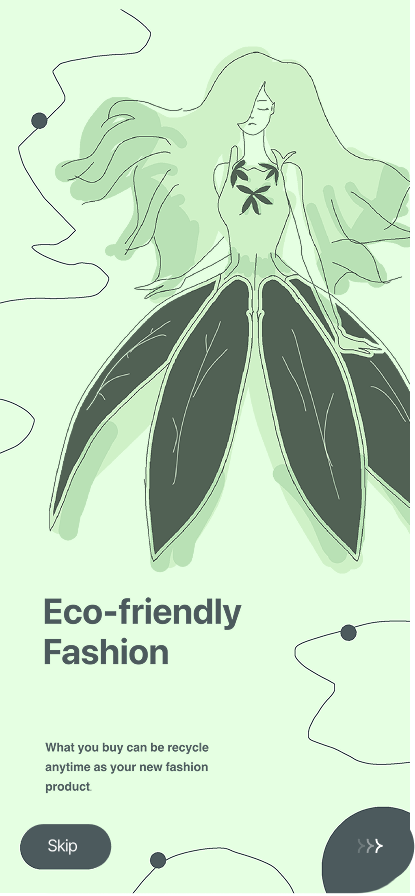 Eco-friendly
Fashion
What you buy can be recycle
anytime as your new fashion
product.
Skip